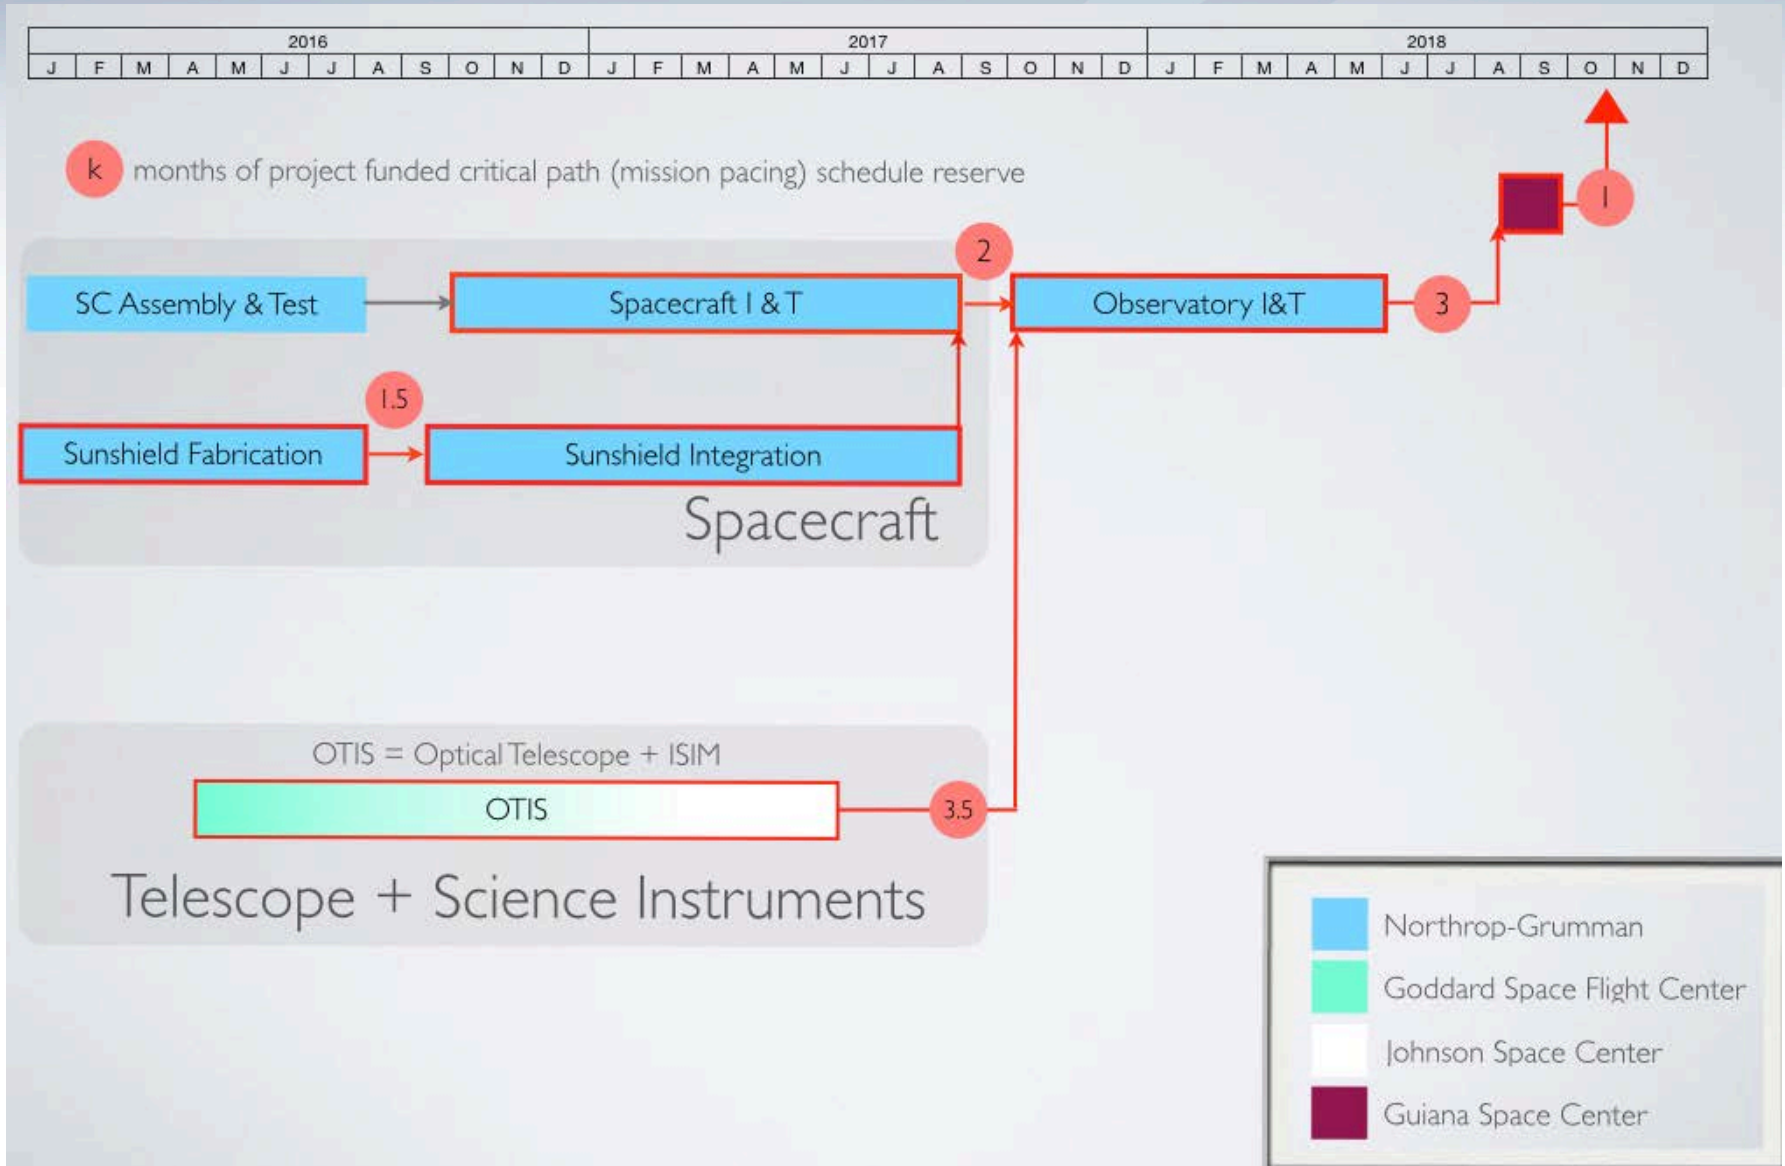 2016 2017 2018
J F M A M J J A S O N D J F M A M J J A S O N D J F M A M J J A S O N D
k months of project funded critical path (mission pacing) schedule reserve
1
2
SC Assembly & Test Spacecraft I & T Observatory I&T 3
1.5
Sunshield Fabrication Sunshield Integration
Spacecraft
OTIS = Optical Telescope + ISIM
OTIS 3.5
Telescope + Science Instruments
Northrop-Grumman
Goddard Space Flight Center
Johnson Space Center
Guiana Space Center